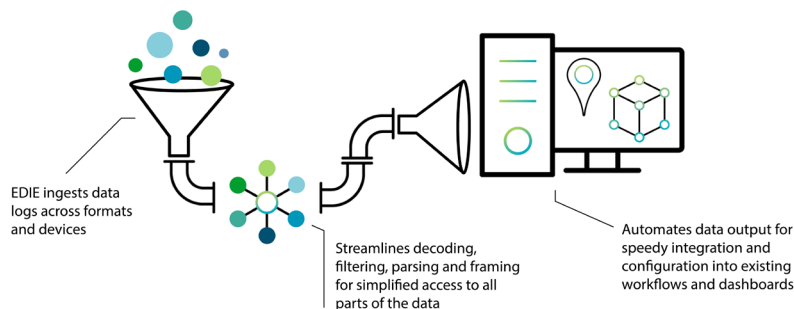 EDIE ingests data
logs across formats
and devices
Streamlines decoding,
filtering, parsing and framing
for simplified access to all
parts of the data
Automates data output for
speedy integration and
configuration into existing
workflows and dashboards